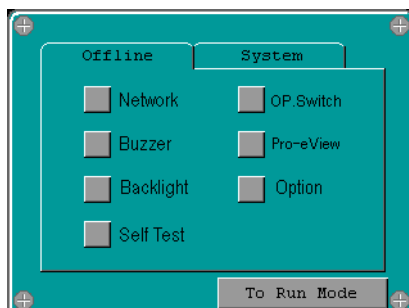 Offline System
Network OP.Switch
Buzzer Pro-eView
Backlight Option
Self Test
To Run Mode